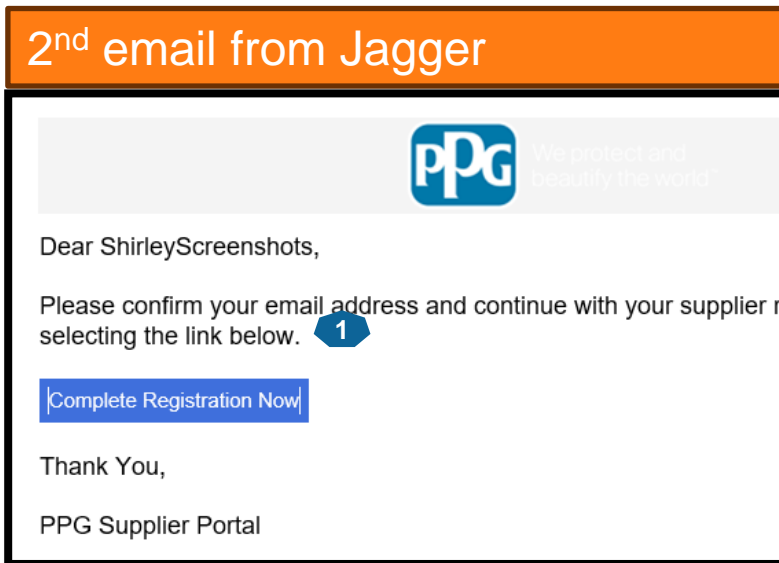 2nd email from Jagger
PPG
We protect and
beautify the world™
Dear ShirleyScreenshots,
Please confirm your email address and continue with your supplier r
selecting the link below. 1
Complete Registration Now
Thank You,
PPG Supplier Portal